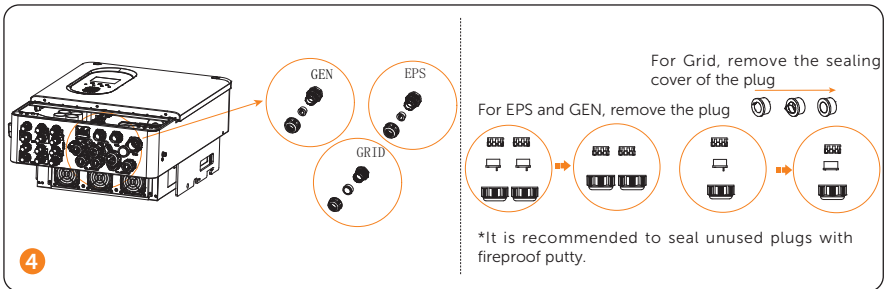 GEN
EPS
GRID
4
For Grid, remove the sealing
cover of the plug
For EPS and GEN, remove the plug
*It is recommended to seal unused plugs with
fireproof putty.